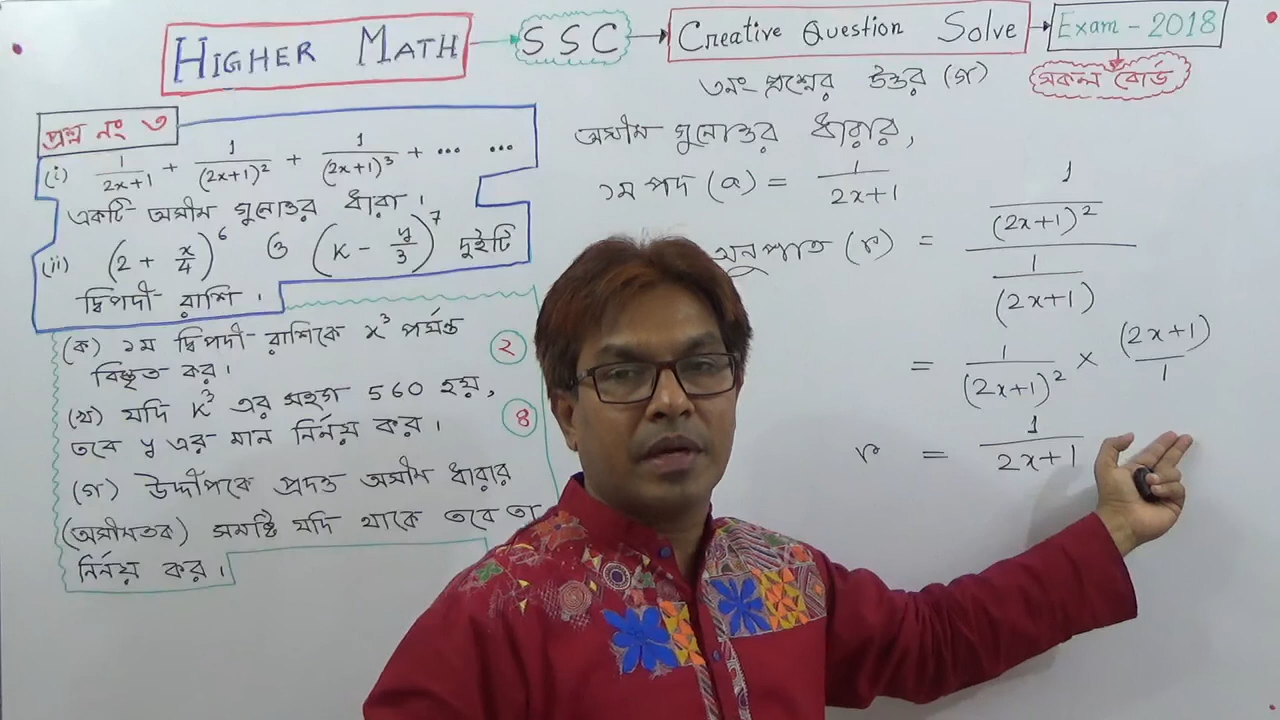 HIGHER MATH → SSC → Creative Question Solve → Exam - 2018
সকল বোর্ড
৩নং প্রশ্নের উত্তর (গ)
প্রশ্ন নং ৩
(i) 1/(2x+1) + 1/(2x+1)² + 1/(2x+1)³ + ... ...
একটি অসীম গুনোত্তর ধারা।
(ii) (2 + x/4)⁶ ও (K - y/3)⁷ দুইটি
দ্বিপদী রাশি।
(ক) ১ম দ্বিপদী রাশিকে x³ পর্যন্ত
বিস্তৃত কর। ২
(খ) যদি K³ এর সহগ 560 হয়,
তবে y এর মান নির্নয় কর। 8
(গ) উদ্দীপকে প্রদত্ত অসীম ধারার
(অসীমতক) সমষ্টি যদি থাকে তবে তা
নির্নয় কর।
অসীম গুনোত্তর ধারার,
১ম পদ (a) = 1/(2x+1)
অনুপাত (r) = (1/(2x+1)²)/(1/(2x+1))
= 1/(2x+1)² × (2x+1)/1
r = 1/(2x+1)